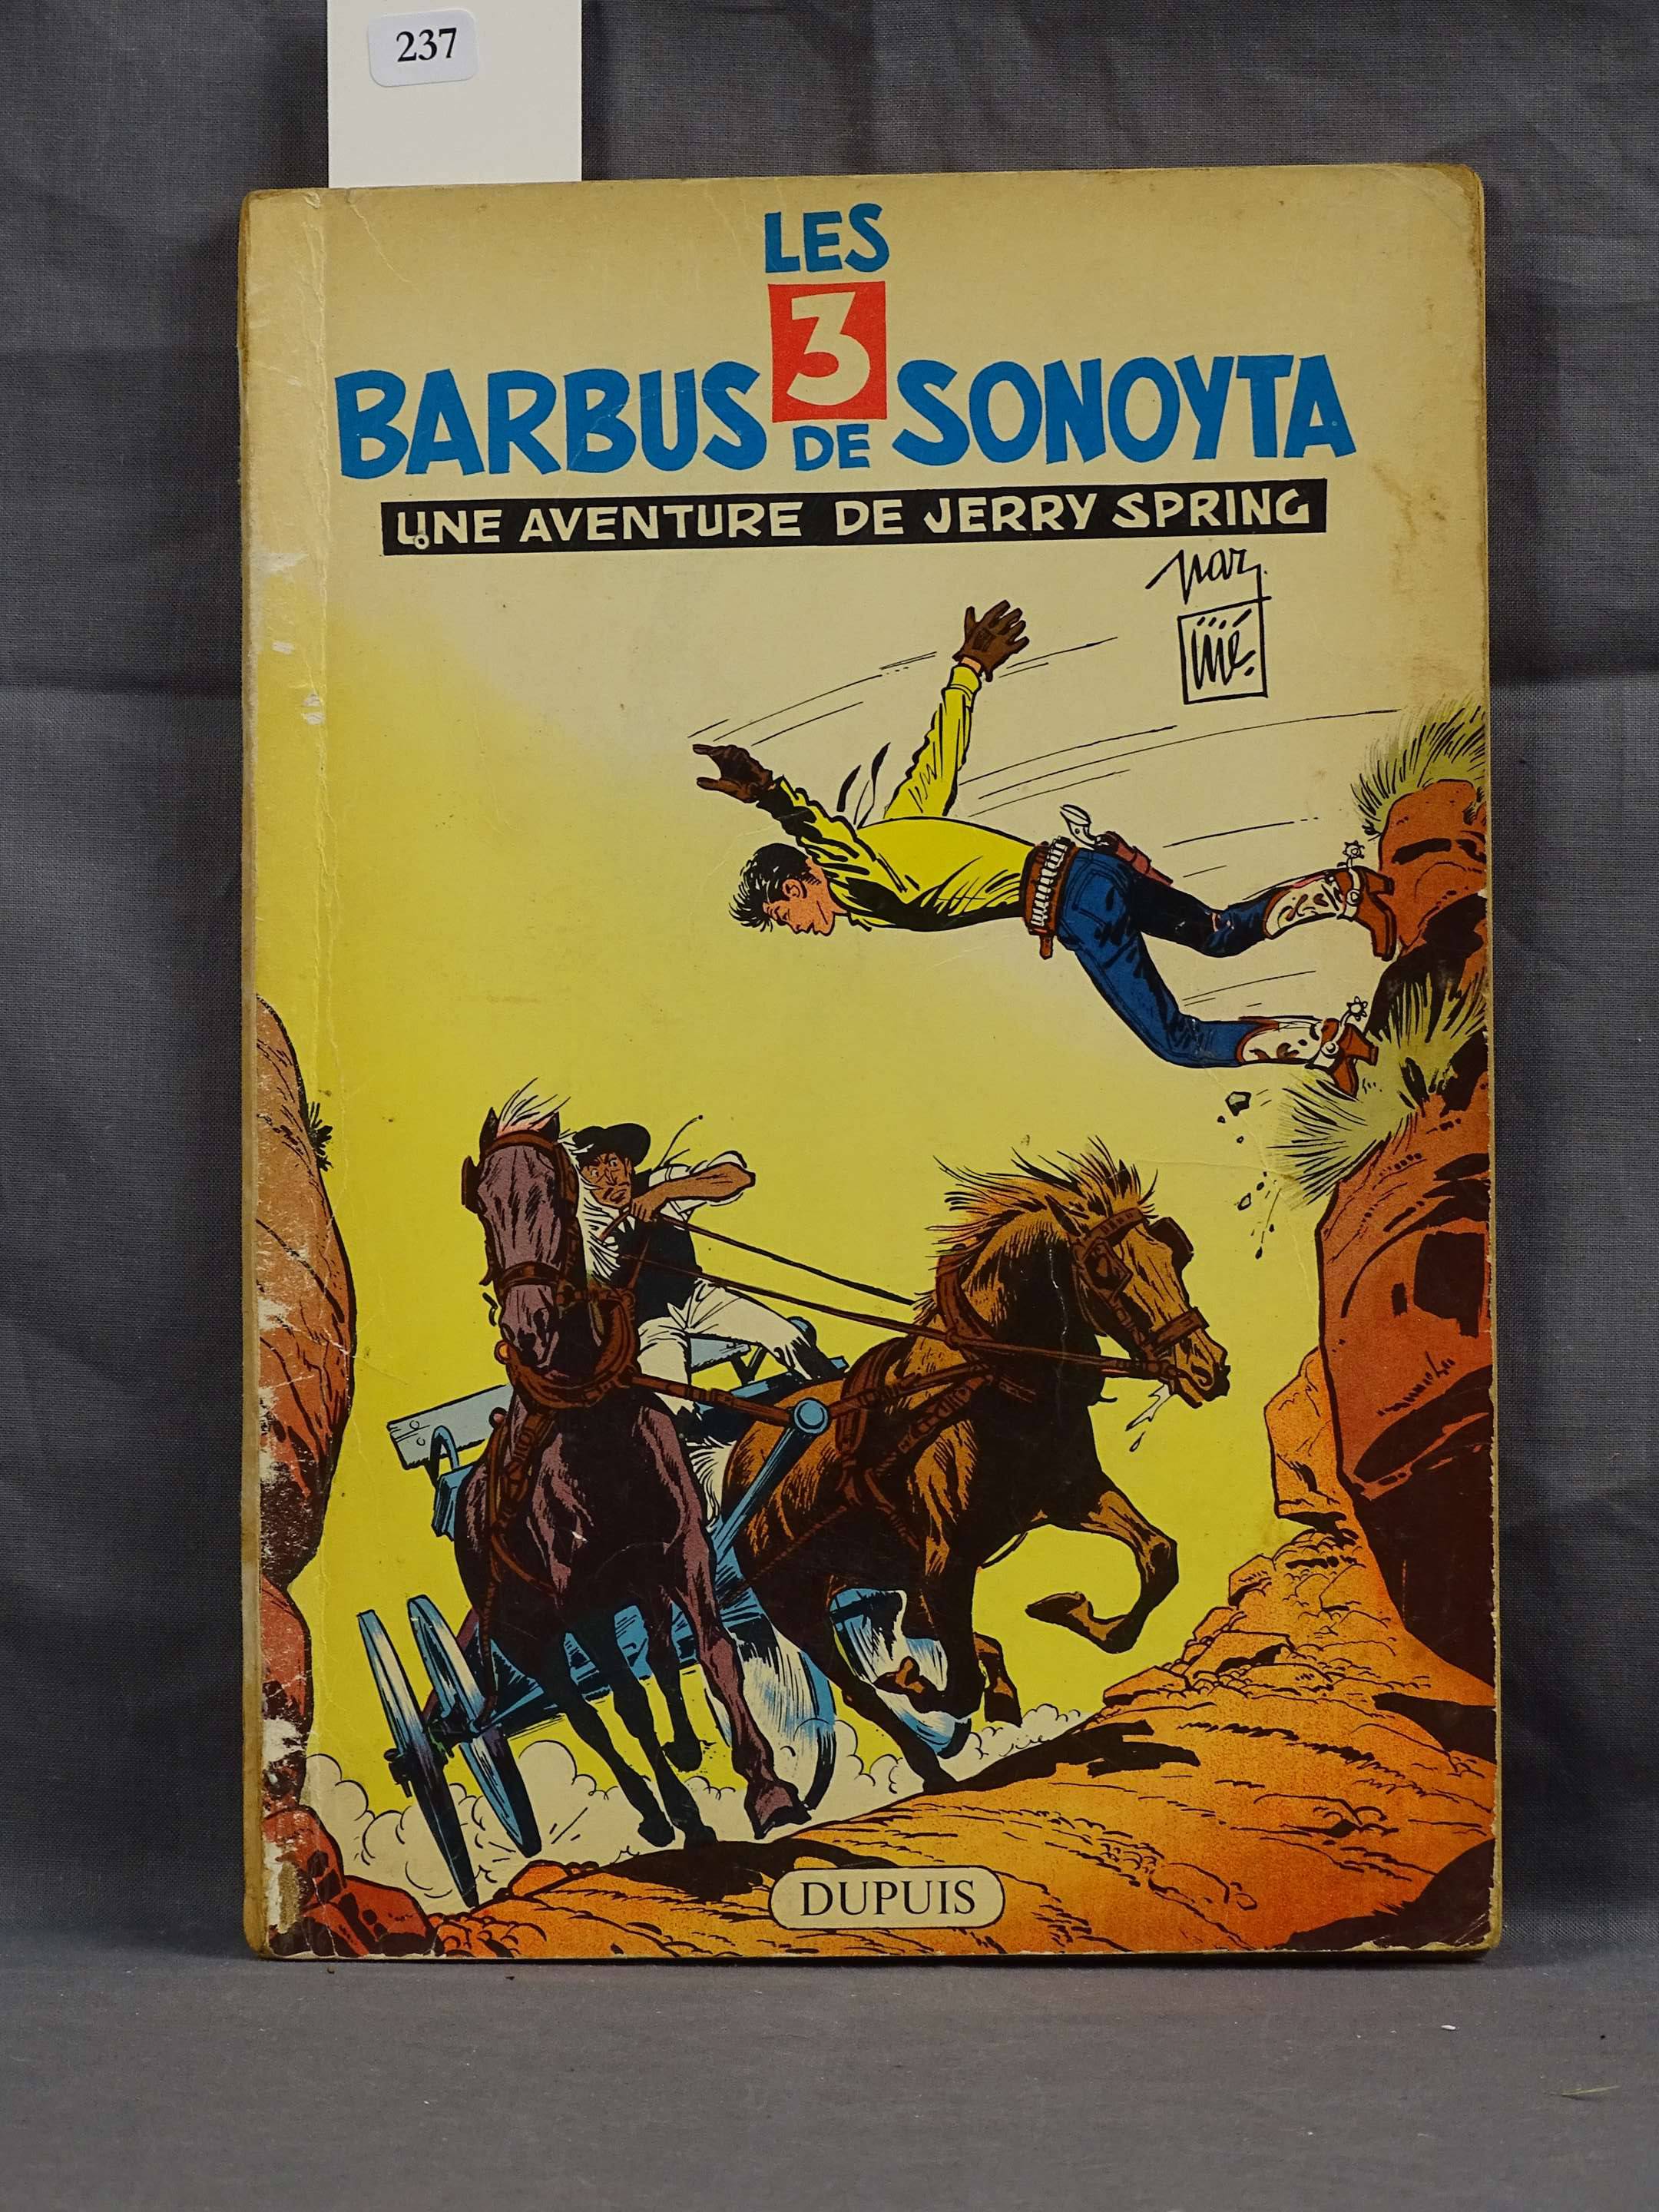 237
LES
3
BARBUS DE SONOYTA
UNE AVENTURE DE JERRY SPRING
par
Jijé.
DUPUIS